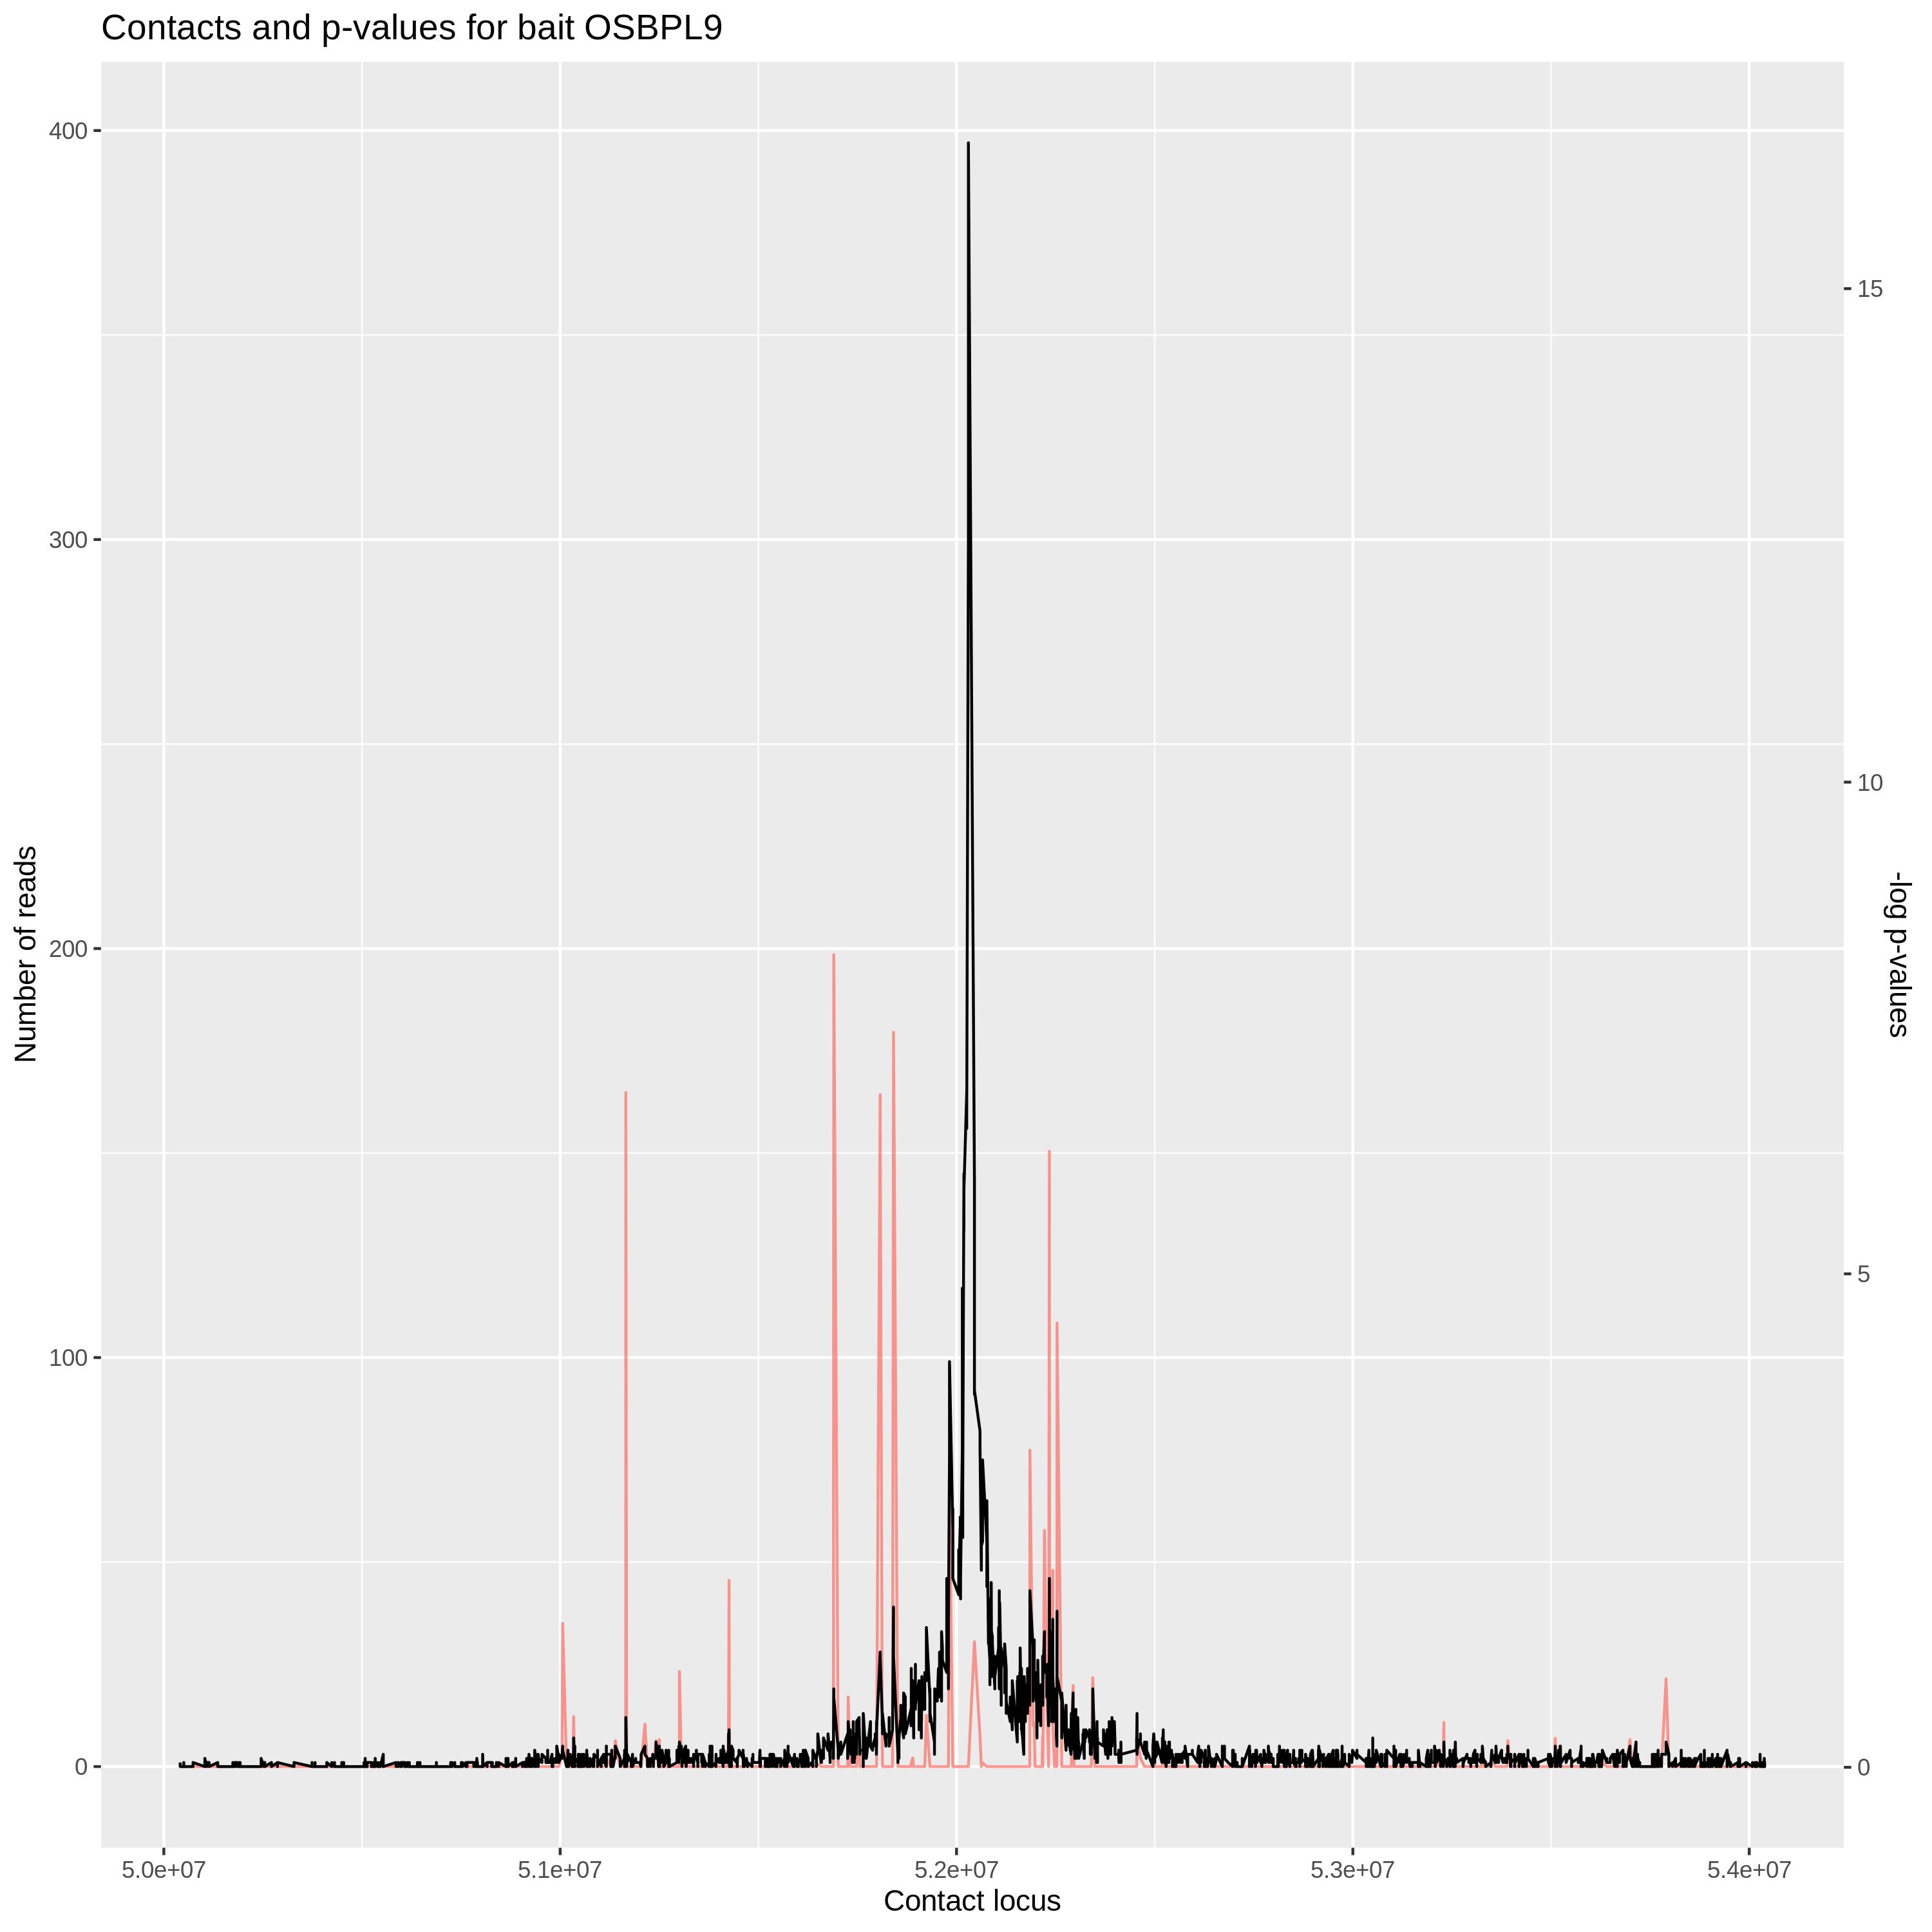 Contacts and p-values for bait OSBPL9
400
300
200
100
0
15
10
5
0
Number of reads
-log p-values
5.0e+07
5.1e+07
5.2e+07
5.3e+07
5.4e+07
Contact locus